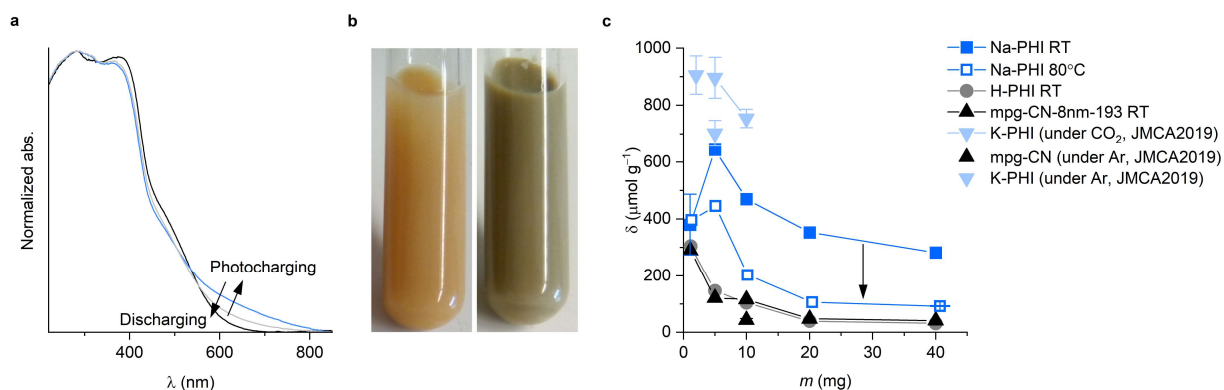 a
Normalized abs.
Photocharging
Discharging
400
600
800
λ (nm)
b
c
1000
800
600
400
200
0
δ (μmol g⁻¹)
0
10
20
30
40
m (mg)
Na-PHI RT
Na-PHI 80°C
H-PHI RT
mpg-CN-8nm-193 RT
K-PHI (under CO₂, JMCA2019)
mpg-CN (under Ar, JMCA2019)
K-PHI (under Ar, JMCA2019)